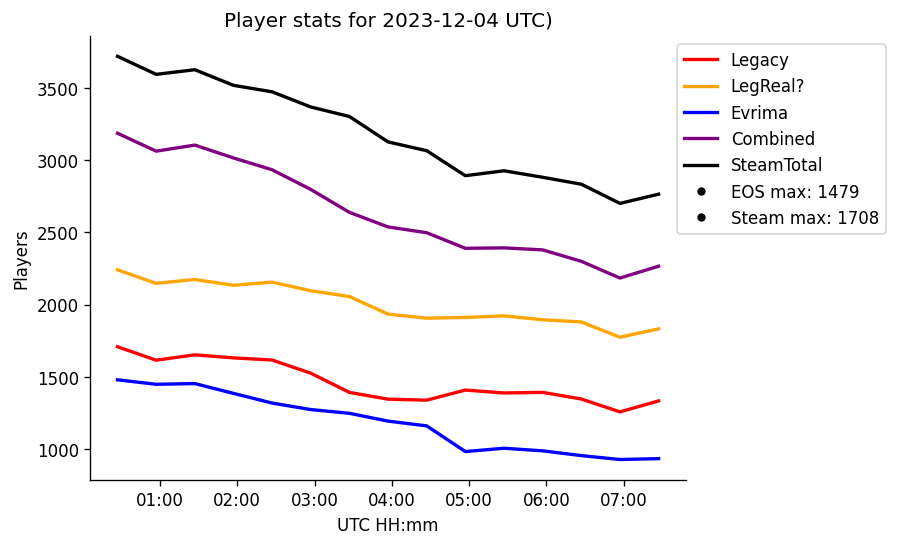 Player stats for 2023-12-04 UTC)
Legacy
LegReal?
Evrima
Combined
SteamTotal
EOS max: 1479
Steam max: 1708
Players
3500
3000
2500
2000
1500
1000
01:00 02:00 03:00 04:00 05:00 06:00 07:00
UTC HH:mm